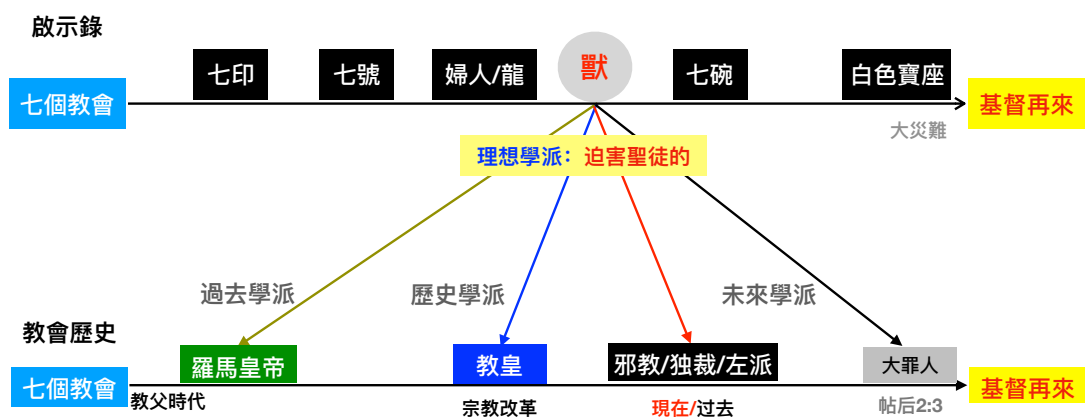 啟示錄
七個教會
七印
七號
婦人/龍
獸
七碗
白色寶座
基督再來
大災難
理想學派：迫害聖徒的
過去學派
歷史學派
未來學派
教會歷史
七個教會
羅馬皇帝
教皇
邪教/独裁/左派
大罪人
基督再來
教父時代
宗教改革
現在/过去
帖后2:3